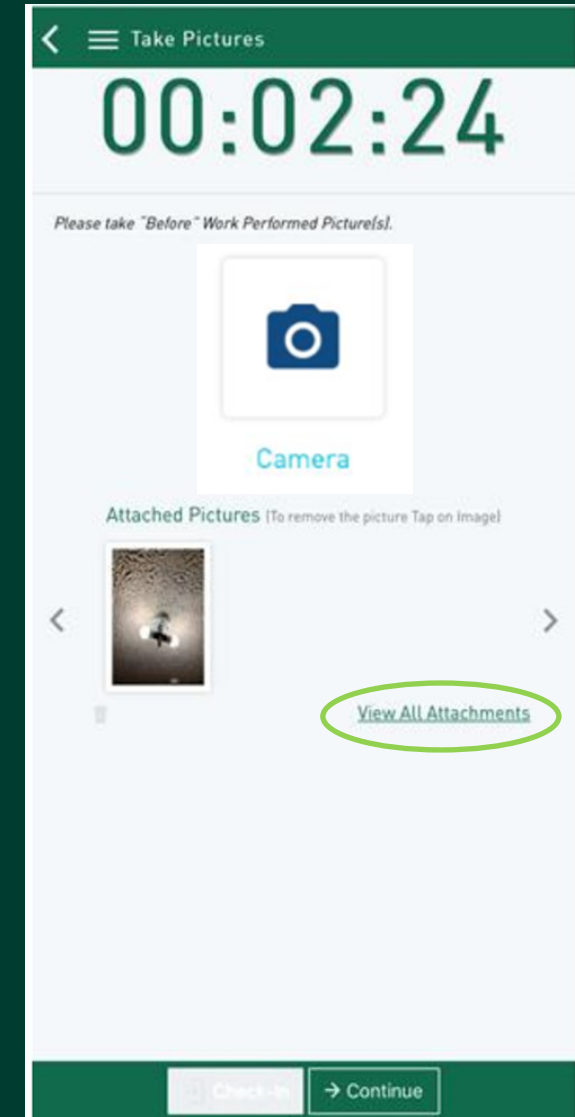 Take Pictures
00:02:24
Please take "Before" Work Performed Picture(s).
Camera
Attached Pictures (To remove the picture Tap on Image)
View All Attachments
Check-In
→ Continue